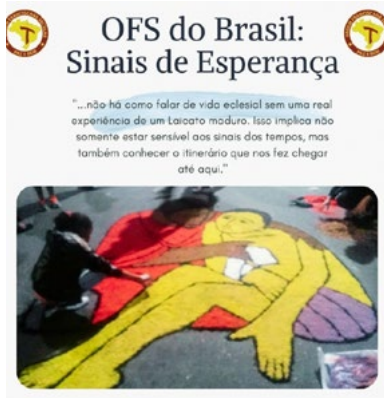 OFS do Brasil:
Sinais de Esperança
"...não há como falar de vida eclesial sem uma real
experiência de um Laicato maduro. Isso implica não
somente estar sensível aos sinais dos tempos, mas
também conhecer o itinerário que nos fez chegar
até aqui."